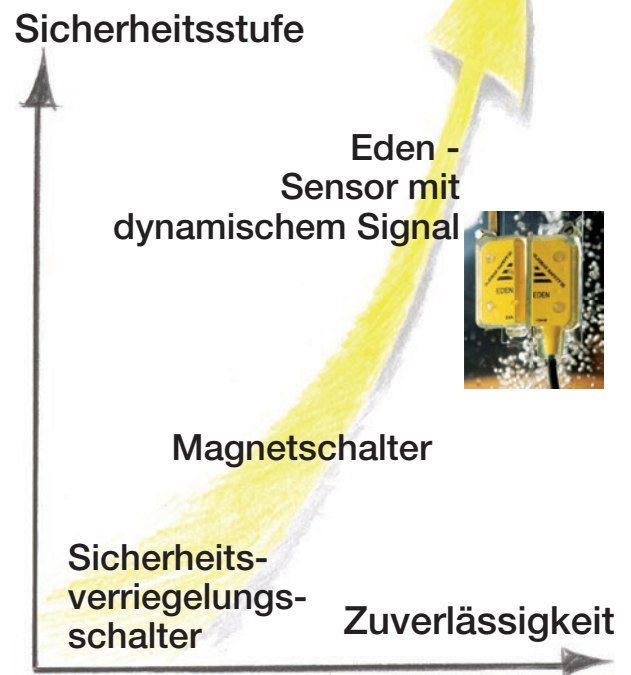 Sicherheitsstufe
Eden -
Sensor mit
dynamischem Signal
EDEN
EDEN
Magnetschalter
Sicherheits-
verriegelungs-
schalter
Zuverlässigkeit